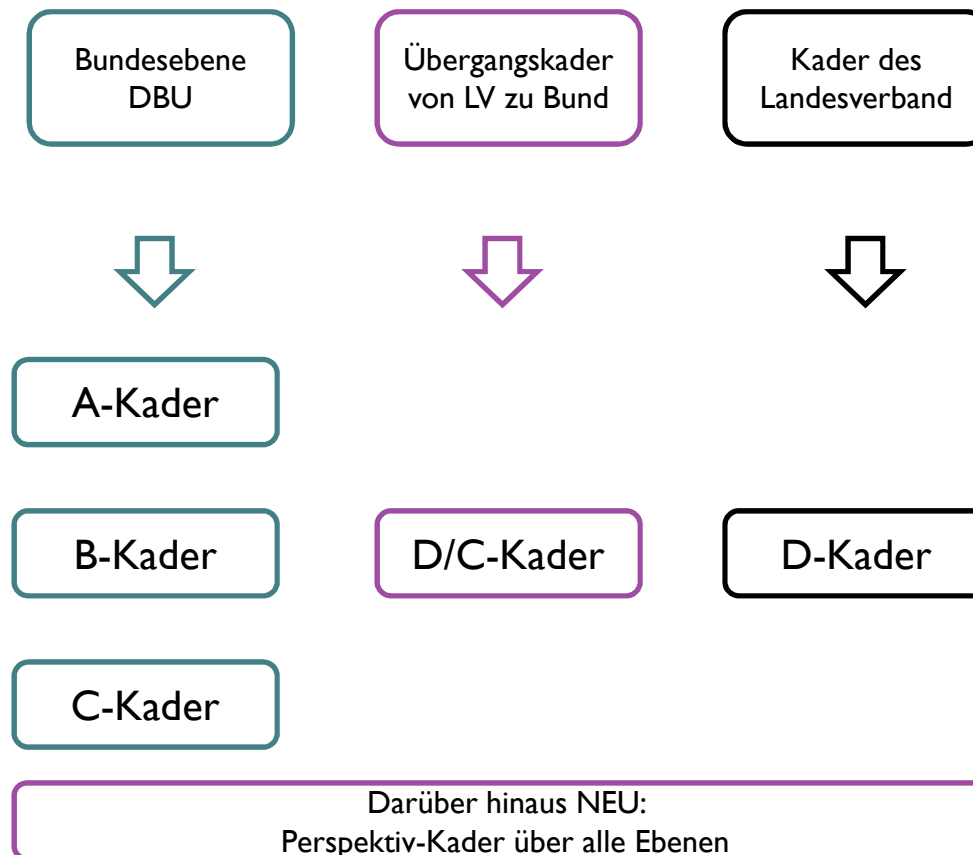 Bundesebene
DBU
Übergangskader
von LV zu Bund
Kader des
Landesverband
A-Kader
B-Kader
D/C-Kader
D-Kader
C-Kader
Darüber hinaus NEU:
Perspektiv-Kader über alle Ebenen